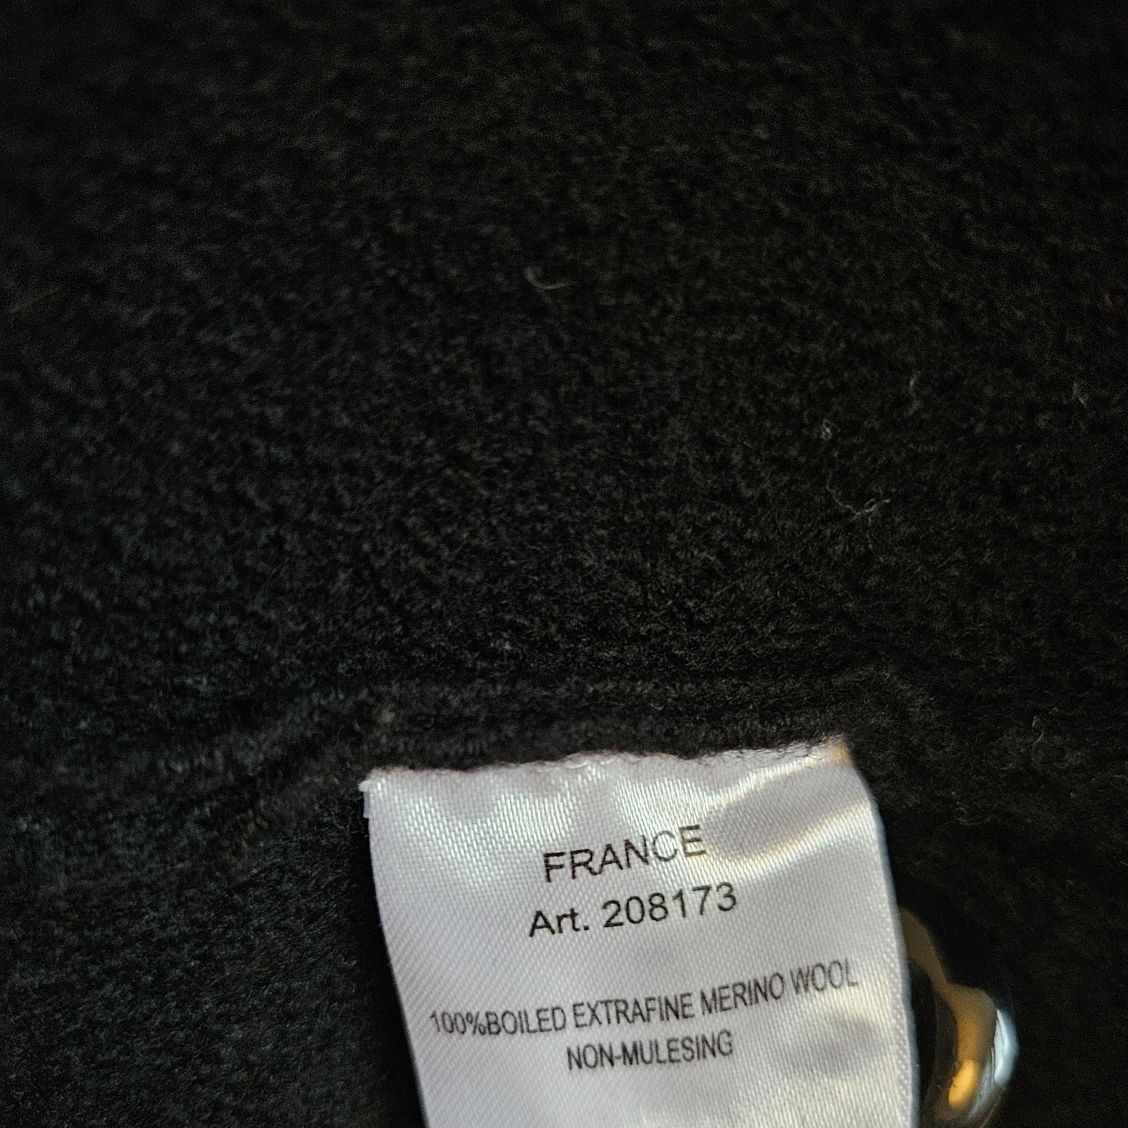 FRANCE
Art. 208173
100%BOILED EXTRAFINE MERINO WOOL
NON-MULESING